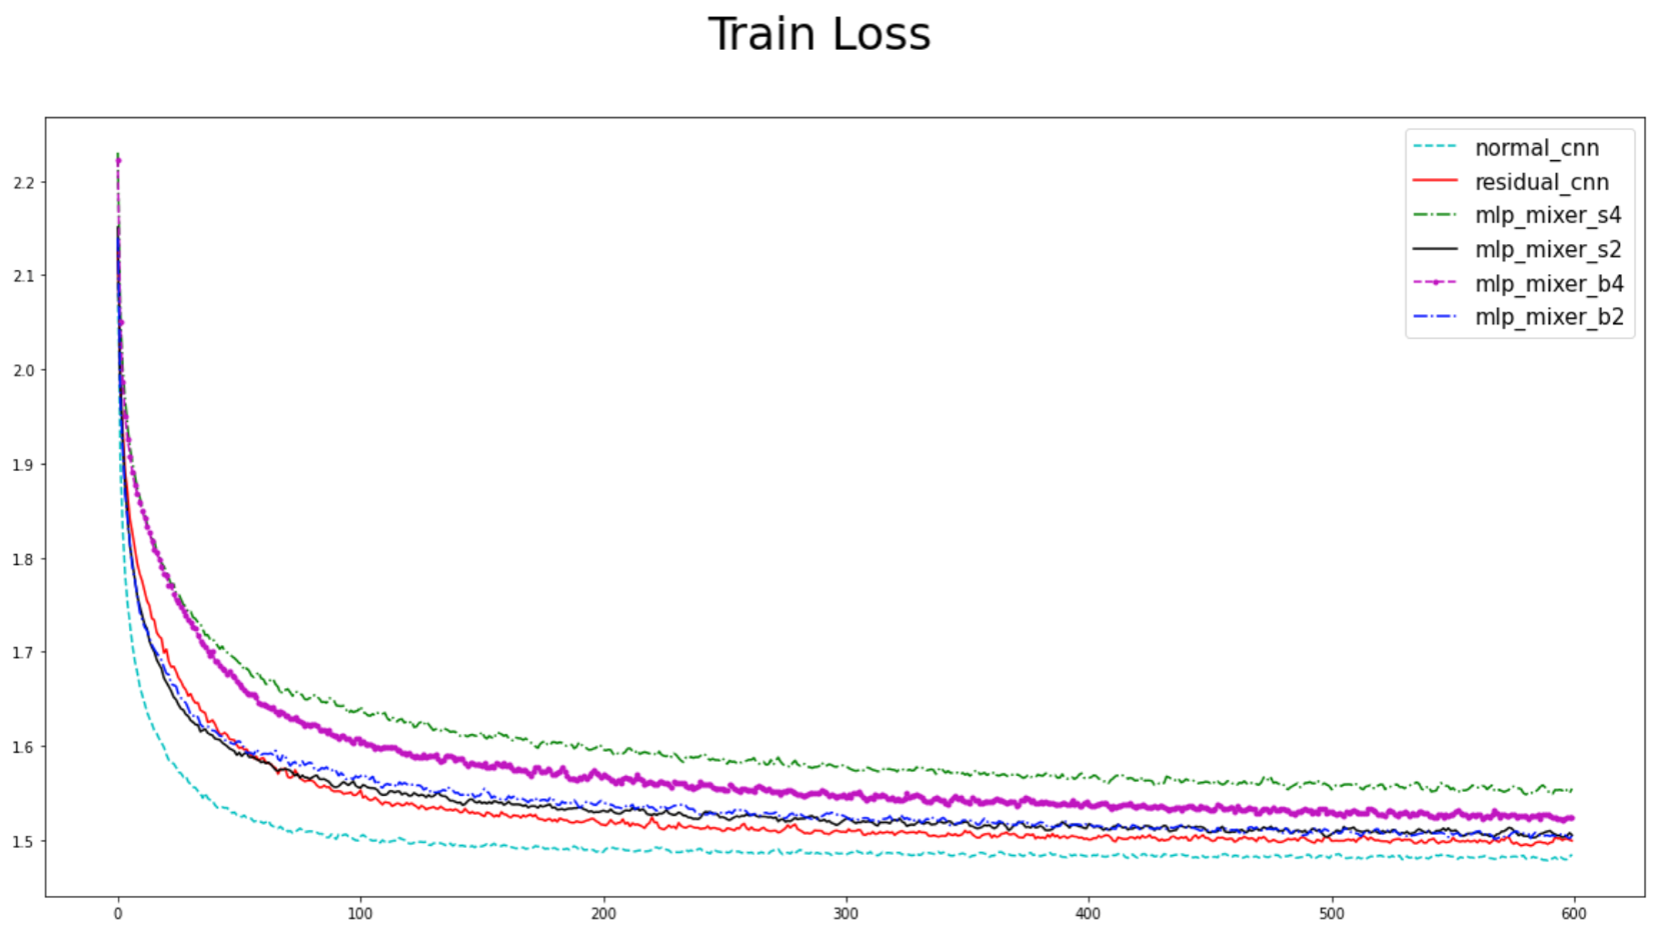 Train Loss
normal_cnn
residual_cnn
mlp_mixer_s4
mlp_mixer_s2
mlp_mixer_b4
mlp_mixer_b2
2.2
2.1
2.0
1.9
1.8
1.7
1.6
1.5
0 100 200 300 400 500 600